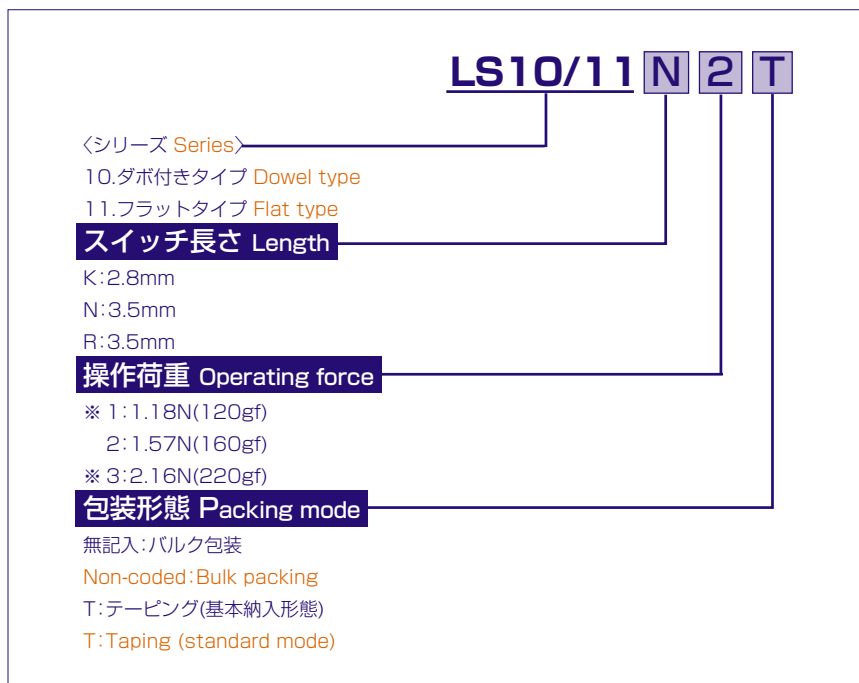 LS10/11 N 2 T
〈シリーズ Series〉
10.ダボ付きタイプ Dowel type
11.フラットタイプ Flat type
スイッチ長さ Length
K:2.8mm
N:3.5mm
R:3.5mm
操作荷重 Operating force
※ 1:1.18N(120gf)
2:1.57N(160gf)
※ 3:2.16N(220gf)
包装形態 Packing mode
無記入:バルク包装
Non-coded:Bulk packing
T:テーピング(基本納入形態)
T:Taping (standard mode)